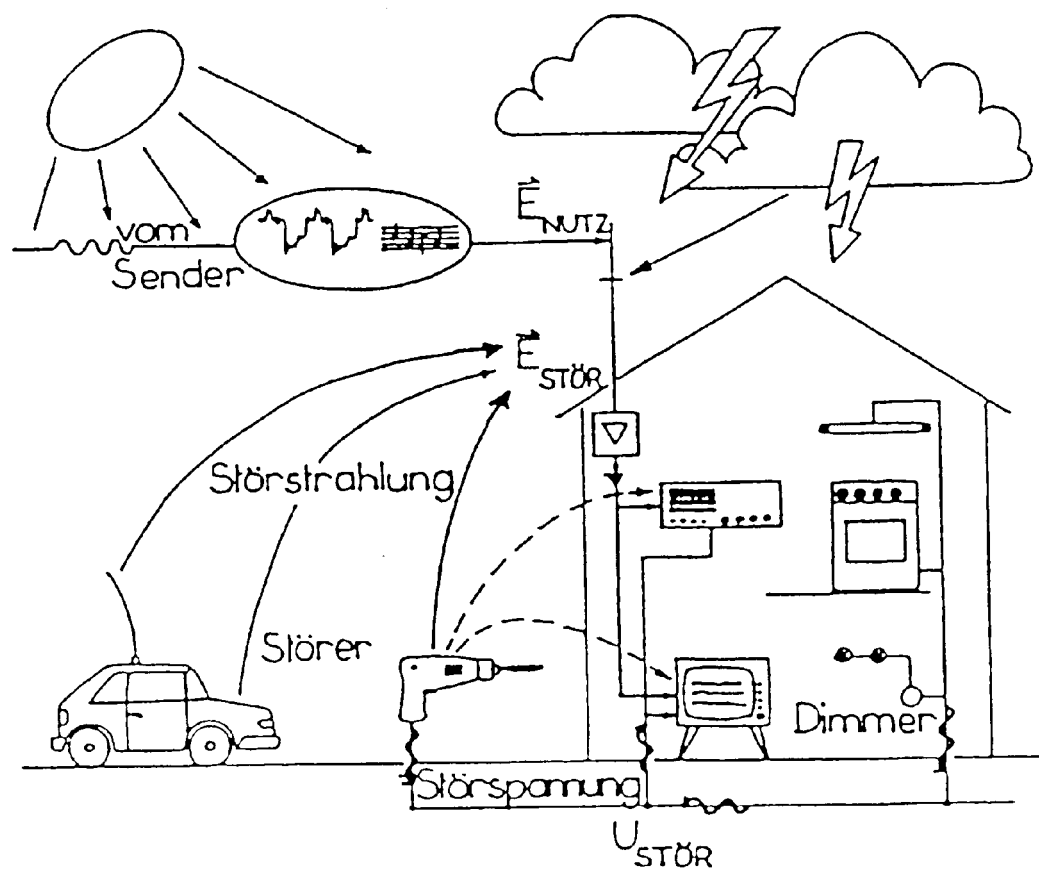 E NUTZ
vom
Sender
E STÖR
Störstrahlung
Störer
Dimmer
Störspannung
U STÖR